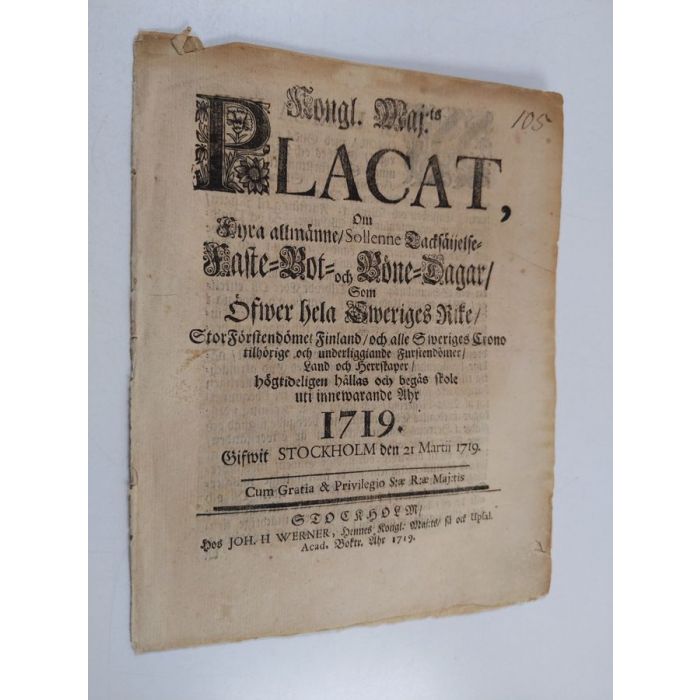 Kongl. Maj.ts
105
PLACAT,
Om
Fyra allmänne/Sollenne Tacksäijelse-
Faste-Bot- och Böne-Dagar/
Som
Öfwer hela Sweriges Rike/
StorFörstendömet Finland/och alle Sweriges Crono
tilhörige och underliggiande Furstendömer/
Land och Herrskaper/
högtideligen hållas och begås skole
uti innewarande Ahr
1719.
Gifwit STOCKHOLM den 21 Martii 1719.
Cum Gratia & Privilegio S:æ R:æ Maj:tis
STOCKHOLM/
Hos JOH. H WERNER, Hennes Kongl: Maj:ts/ så ock Upsal.
Acad. Boktr. Ahr 1719.